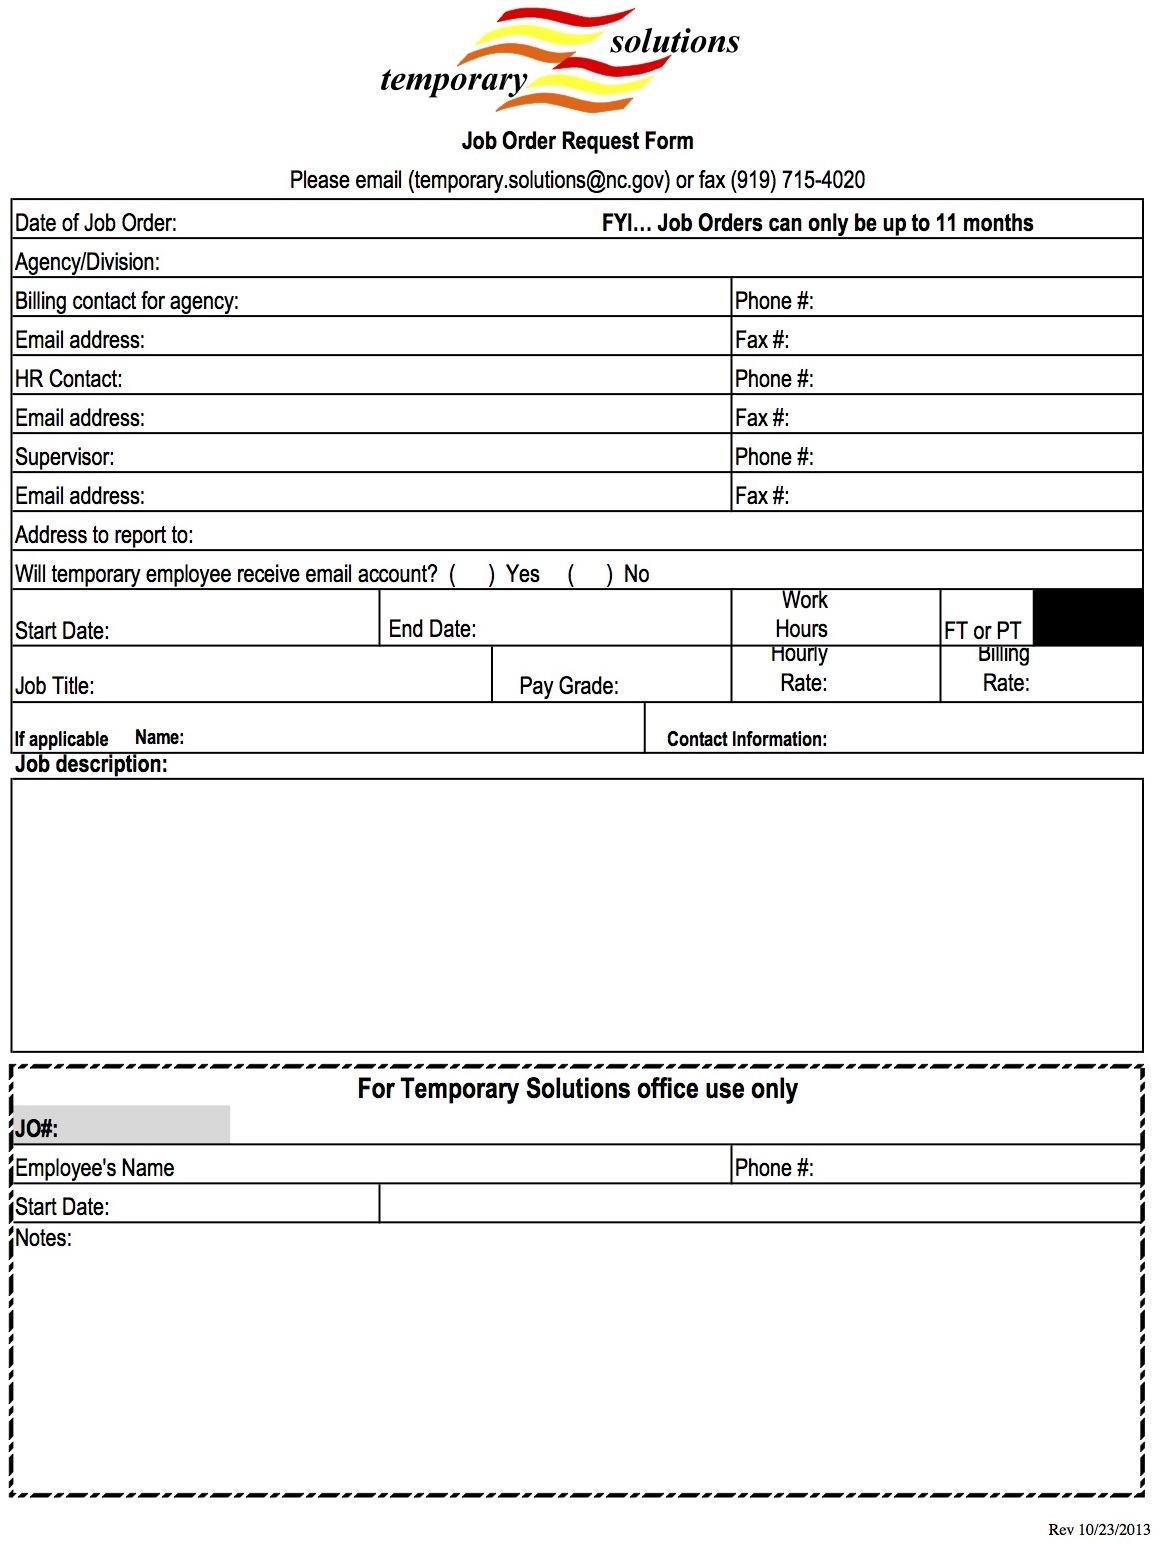 solutions
temporary
Job Order Request Form
Please email (temporary.solutions@nc.gov) or fax (919) 715-4020
Date of Job Order: FYI... Job Orders can only be up to 11 months
Agency/Division:
Billing contact for agency: Phone #:
Email address: Fax #:
HR Contact: Phone #:
Email address: Fax #:
Supervisor: Phone #:
Email address: Fax #:
Address to report to:
Will temporary employee receive email account? ( ) Yes ( ) No
Start Date: End Date: Work Hours FT or PT
Job Title: Pay Grade: Hourly Rate: Billing Rate:
If applicable Name: Contact Information:
Job description:
For Temporary Solutions office use only
JO#:
Employee's Name Phone #:
Start Date:
Notes:
Rev 10/23/2013